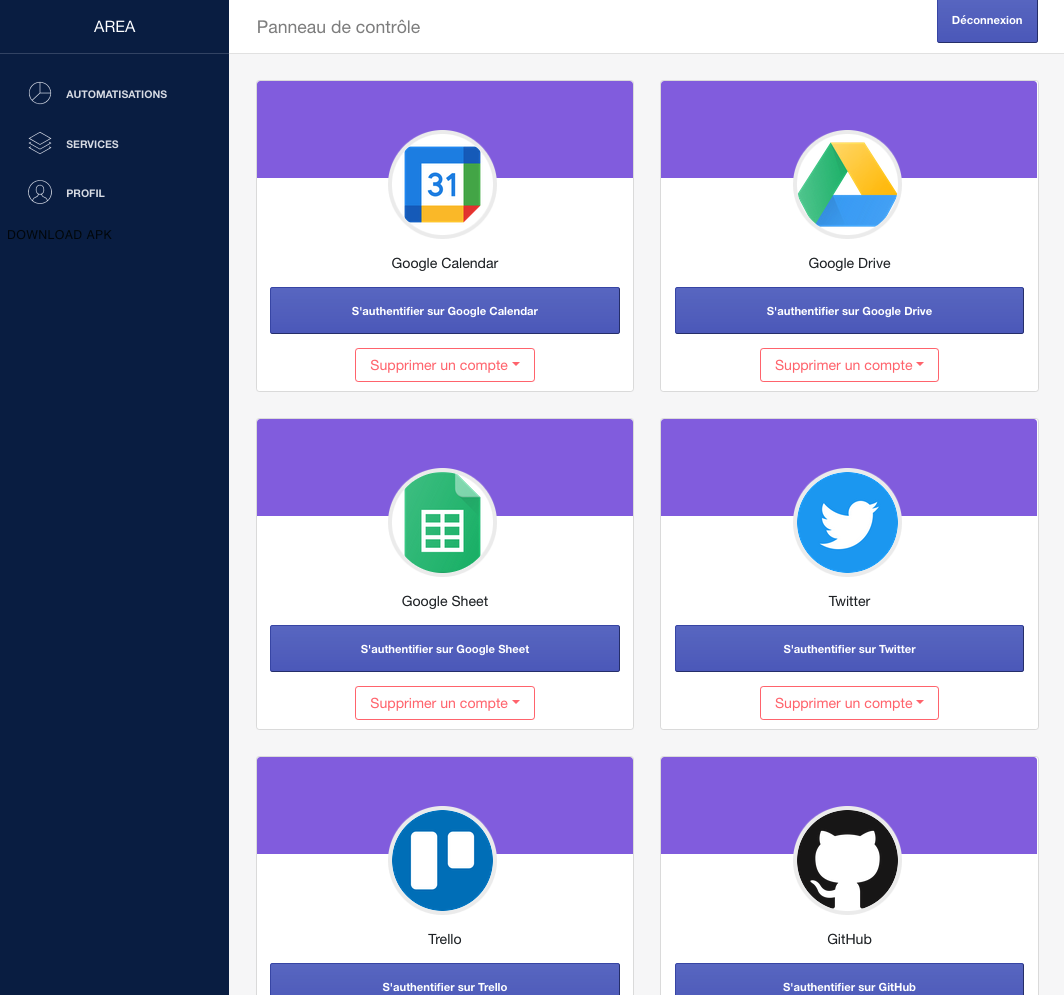 AREA
Panneau de contrôle
Déconnexion
AUTOMATISATIONS
SERVICES
PROFIL
DOWNLOAD APK
31
Google Calendar
Google Drive
S'authentifier sur Google Calendar
S'authentifier sur Google Drive
Supprimer un compte
Supprimer un compte
Google Sheet
Twitter
S'authentifier sur Google Sheet
S'authentifier sur Twitter
Supprimer un compte
Supprimer un compte
Trello
GitHub
S'authentifier sur Trello
S'authentifier sur GitHub